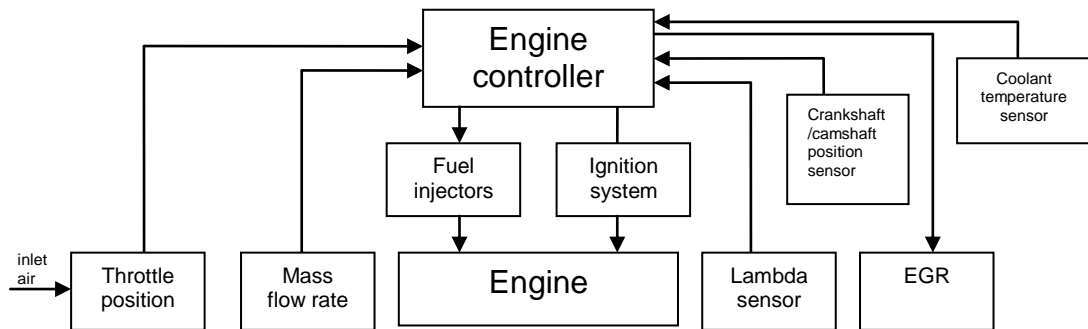 Engine
controller
Coolant
temperature
sensor
Crankshaft
/camshaft
position
sensor
Fuel
injectors
Ignition
system
inlet
air
Throttle
position
Mass
flow rate
Engine
Lambda
sensor
EGR